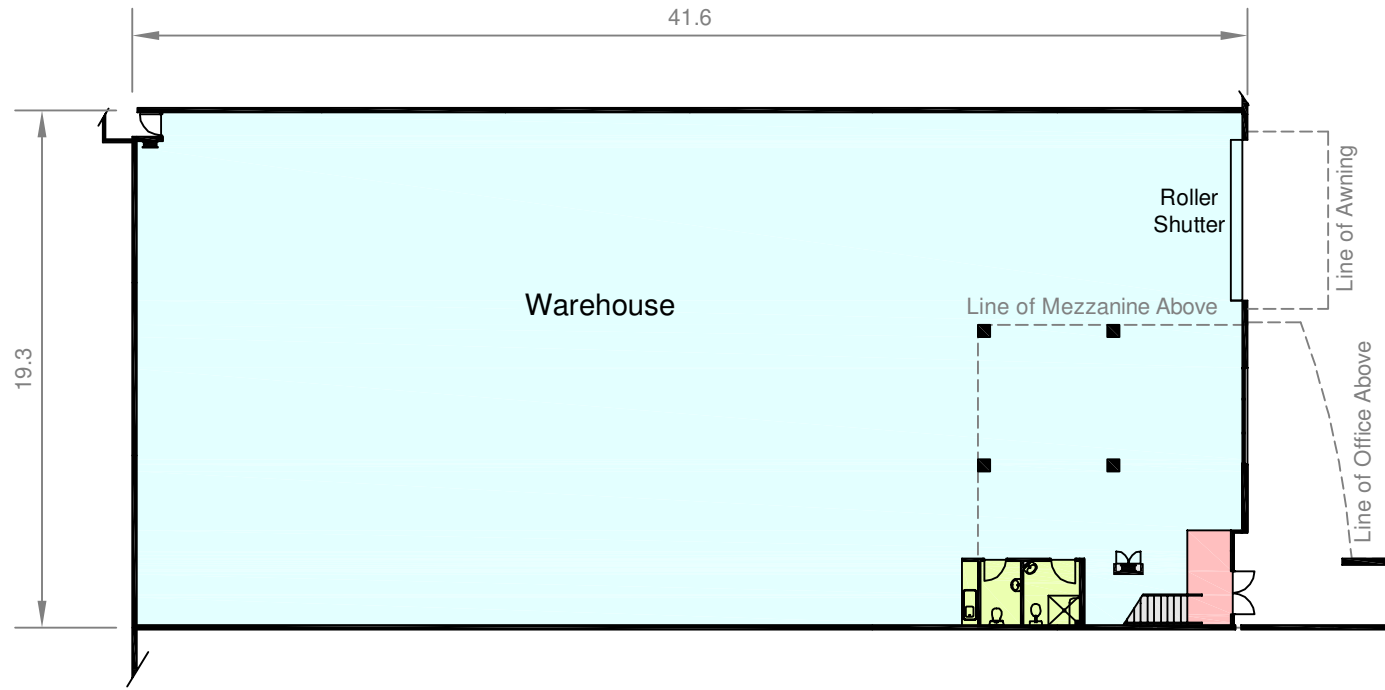 41.6
Roller
Shutter
Line of Awning
Warehouse
Line of Mezzanine Above
19.3
Line of Office Above